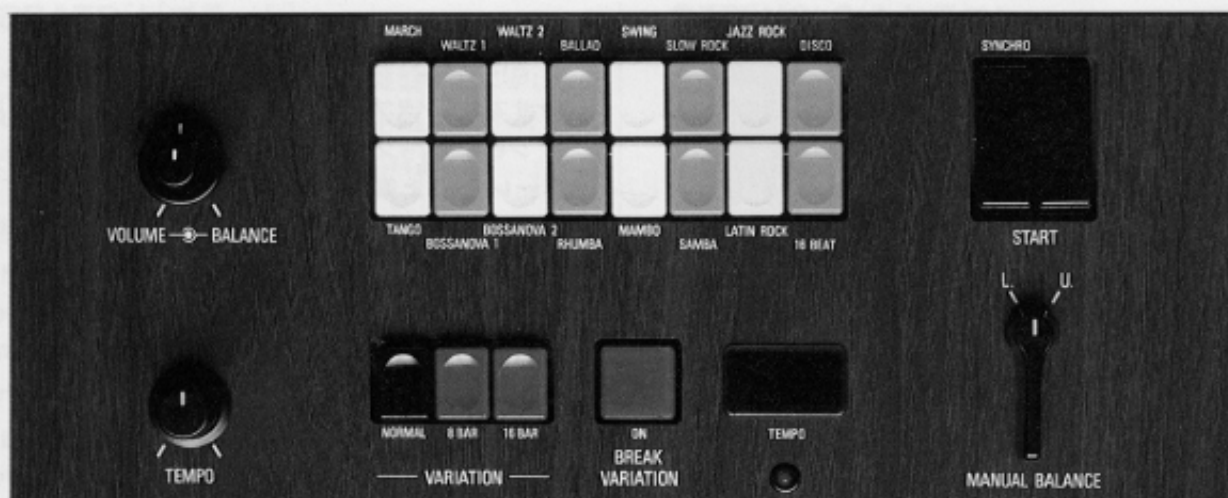 MARCH WALTZ 2 SWING JAZZ ROCK
WALTZ 1 BALLAD SLOW ROCK DISCO
SYNCHRO
VOLUME BALANCE
TANGO BOSSANOVA 2 MAMBO LATIN ROCK
BOSSANOVA 1 RHUMBA SAMBA 16 BEAT
START
L. U.
NORMAL 8 BAR 16 BAR ON TEMPO
TEMPO VARIATION BREAK VARIATION MANUAL BALANCE